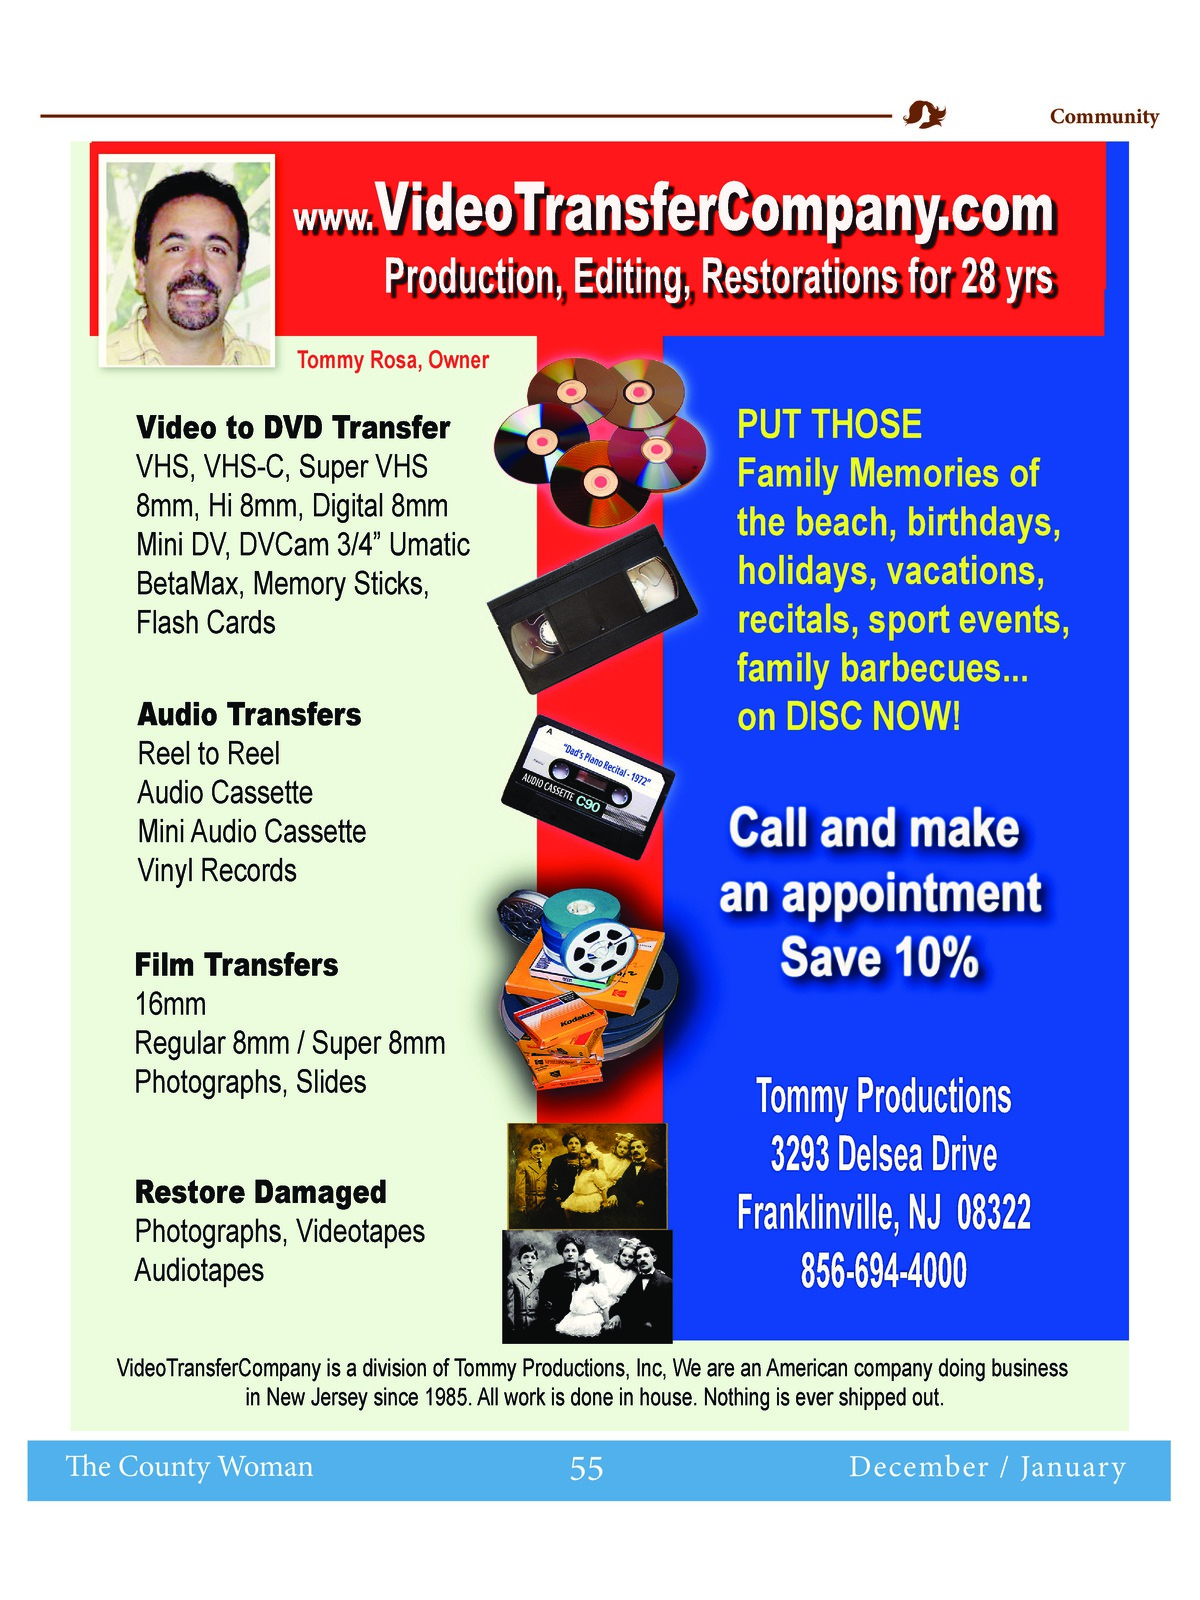 Community
www.VideoTransferCompany.com
Production, Editing, Restorations for 28 yrs
Tommy Rosa, Owner
Video to DVD Transfer
VHS, VHS-C, Super VHS
8mm, Hi 8mm, Digital 8mm
Mini DV, DVCam 3/4” Umatic
BetaMax, Memory Sticks,
Flash Cards
Audio Transfers
Reel to Reel
Audio Cassette
Mini Audio Cassette
Vinyl Records
Film Transfers
16mm
Regular 8mm / Super 8mm
Photographs, Slides
Restore Damaged
Photographs, Videotapes
Audiotapes
A
“Dad's Piano Recital - 1972”
AUDIO CASSETTE C90
Kodalux
PUT THOSE
Family Memories of
the beach, birthdays,
holidays, vacations,
recitals, sport events,
family barbecues...
on DISC NOW!
Call and make
an appointment
Save 10%
Tommy Productions
3293 Delsea Drive
Franklinville, NJ 08322
856-694-4000
VideoTransferCompany is a division of Tommy Productions, Inc, We are an American company doing business
in New Jersey since 1985. All work is done in house. Nothing is ever shipped out.
The County Woman
55
December / January